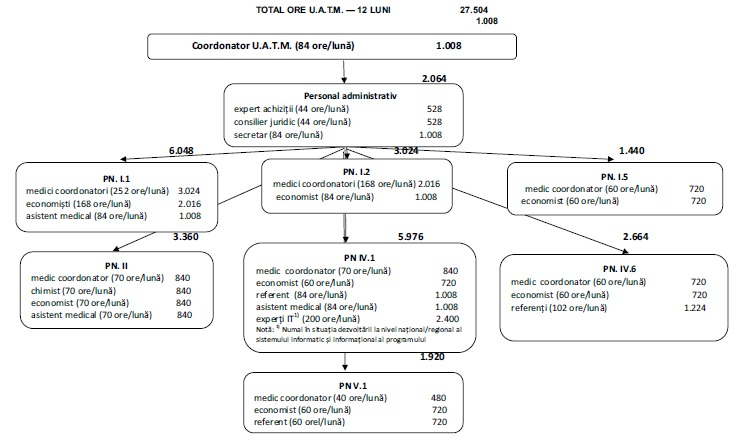 TOTAL ORE U.A.T.M. — 12 LUNI 27.504
1.008
Coordonator U.A.T.M. (84 ore/lună) 1.008
2.064
Personal administrativ
expert achiziții (44 ore/lună) 528
consilier juridic (44 ore/lună) 528
secretar (84 ore/lună) 1.008
6.048
PN. I.1
medici coordonatori (252 ore/lună) 3.024
economiști (168 ore/lună) 2.016
asistent medical (84 ore/lună) 1.008
3.024
PN. I.2
medici coordonatori (168 ore/lună) 2.016
economist (84 ore/lună) 1.008
1.440
PN. I.5
medic coordonator (60 ore/lună) 720
economist (60 ore/lună) 720
3.360
PN. II
medic coordonator (70 ore/lună) 840
chimist (70 ore/lună) 840
economist (70 ore/lună) 840
asistent medical (70 ore/lună) 840
5.976
PN IV.1
medic coordonator (70 ore/lună) 840
economist (60 ore/lună) 720
referent (84 ore/lună) 1.008
asistent medical (84 ore/lună) 1.008
experți IT1) (200 ore/lună) 2.400
Notă: 1) Numai în situația dezvoltării la nivel național/regional al
sistemului informatic și informațional al programului
2.664
PN. IV.6
medic coordonator (60 ore/lună) 720
economist (60 ore/lună) 720
referenți (102 ore/lună) 1.224
1.920
PN V.1
medic coordonator (40 ore/lună) 480
economist (60 ore/lună) 720
referent (60 orel/lună) 720